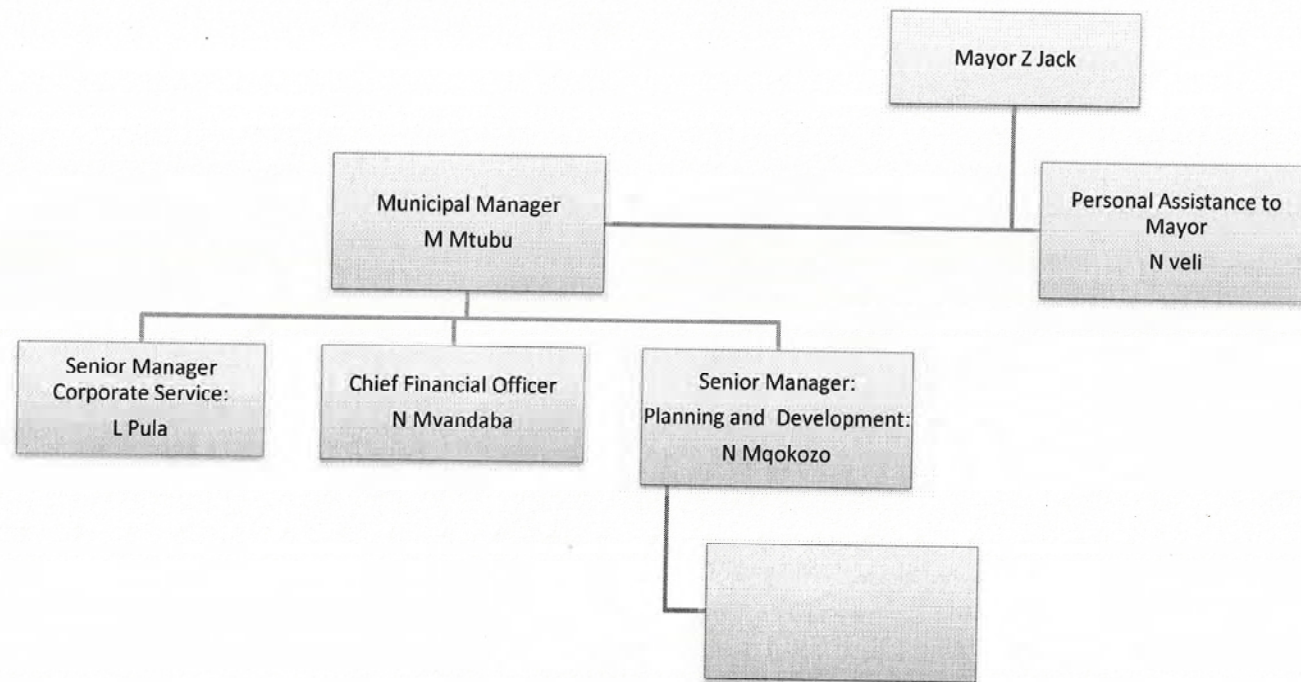 Mayor Z Jack
Municipal Manager
M Mtubu
Personal Assistance to
Mayor
N veli
Senior Manager
Corporate Service:
L Pula
Chief Financial Officer
N Mvandaba
Senior Manager:
Planning and Development:
N Mqokozo